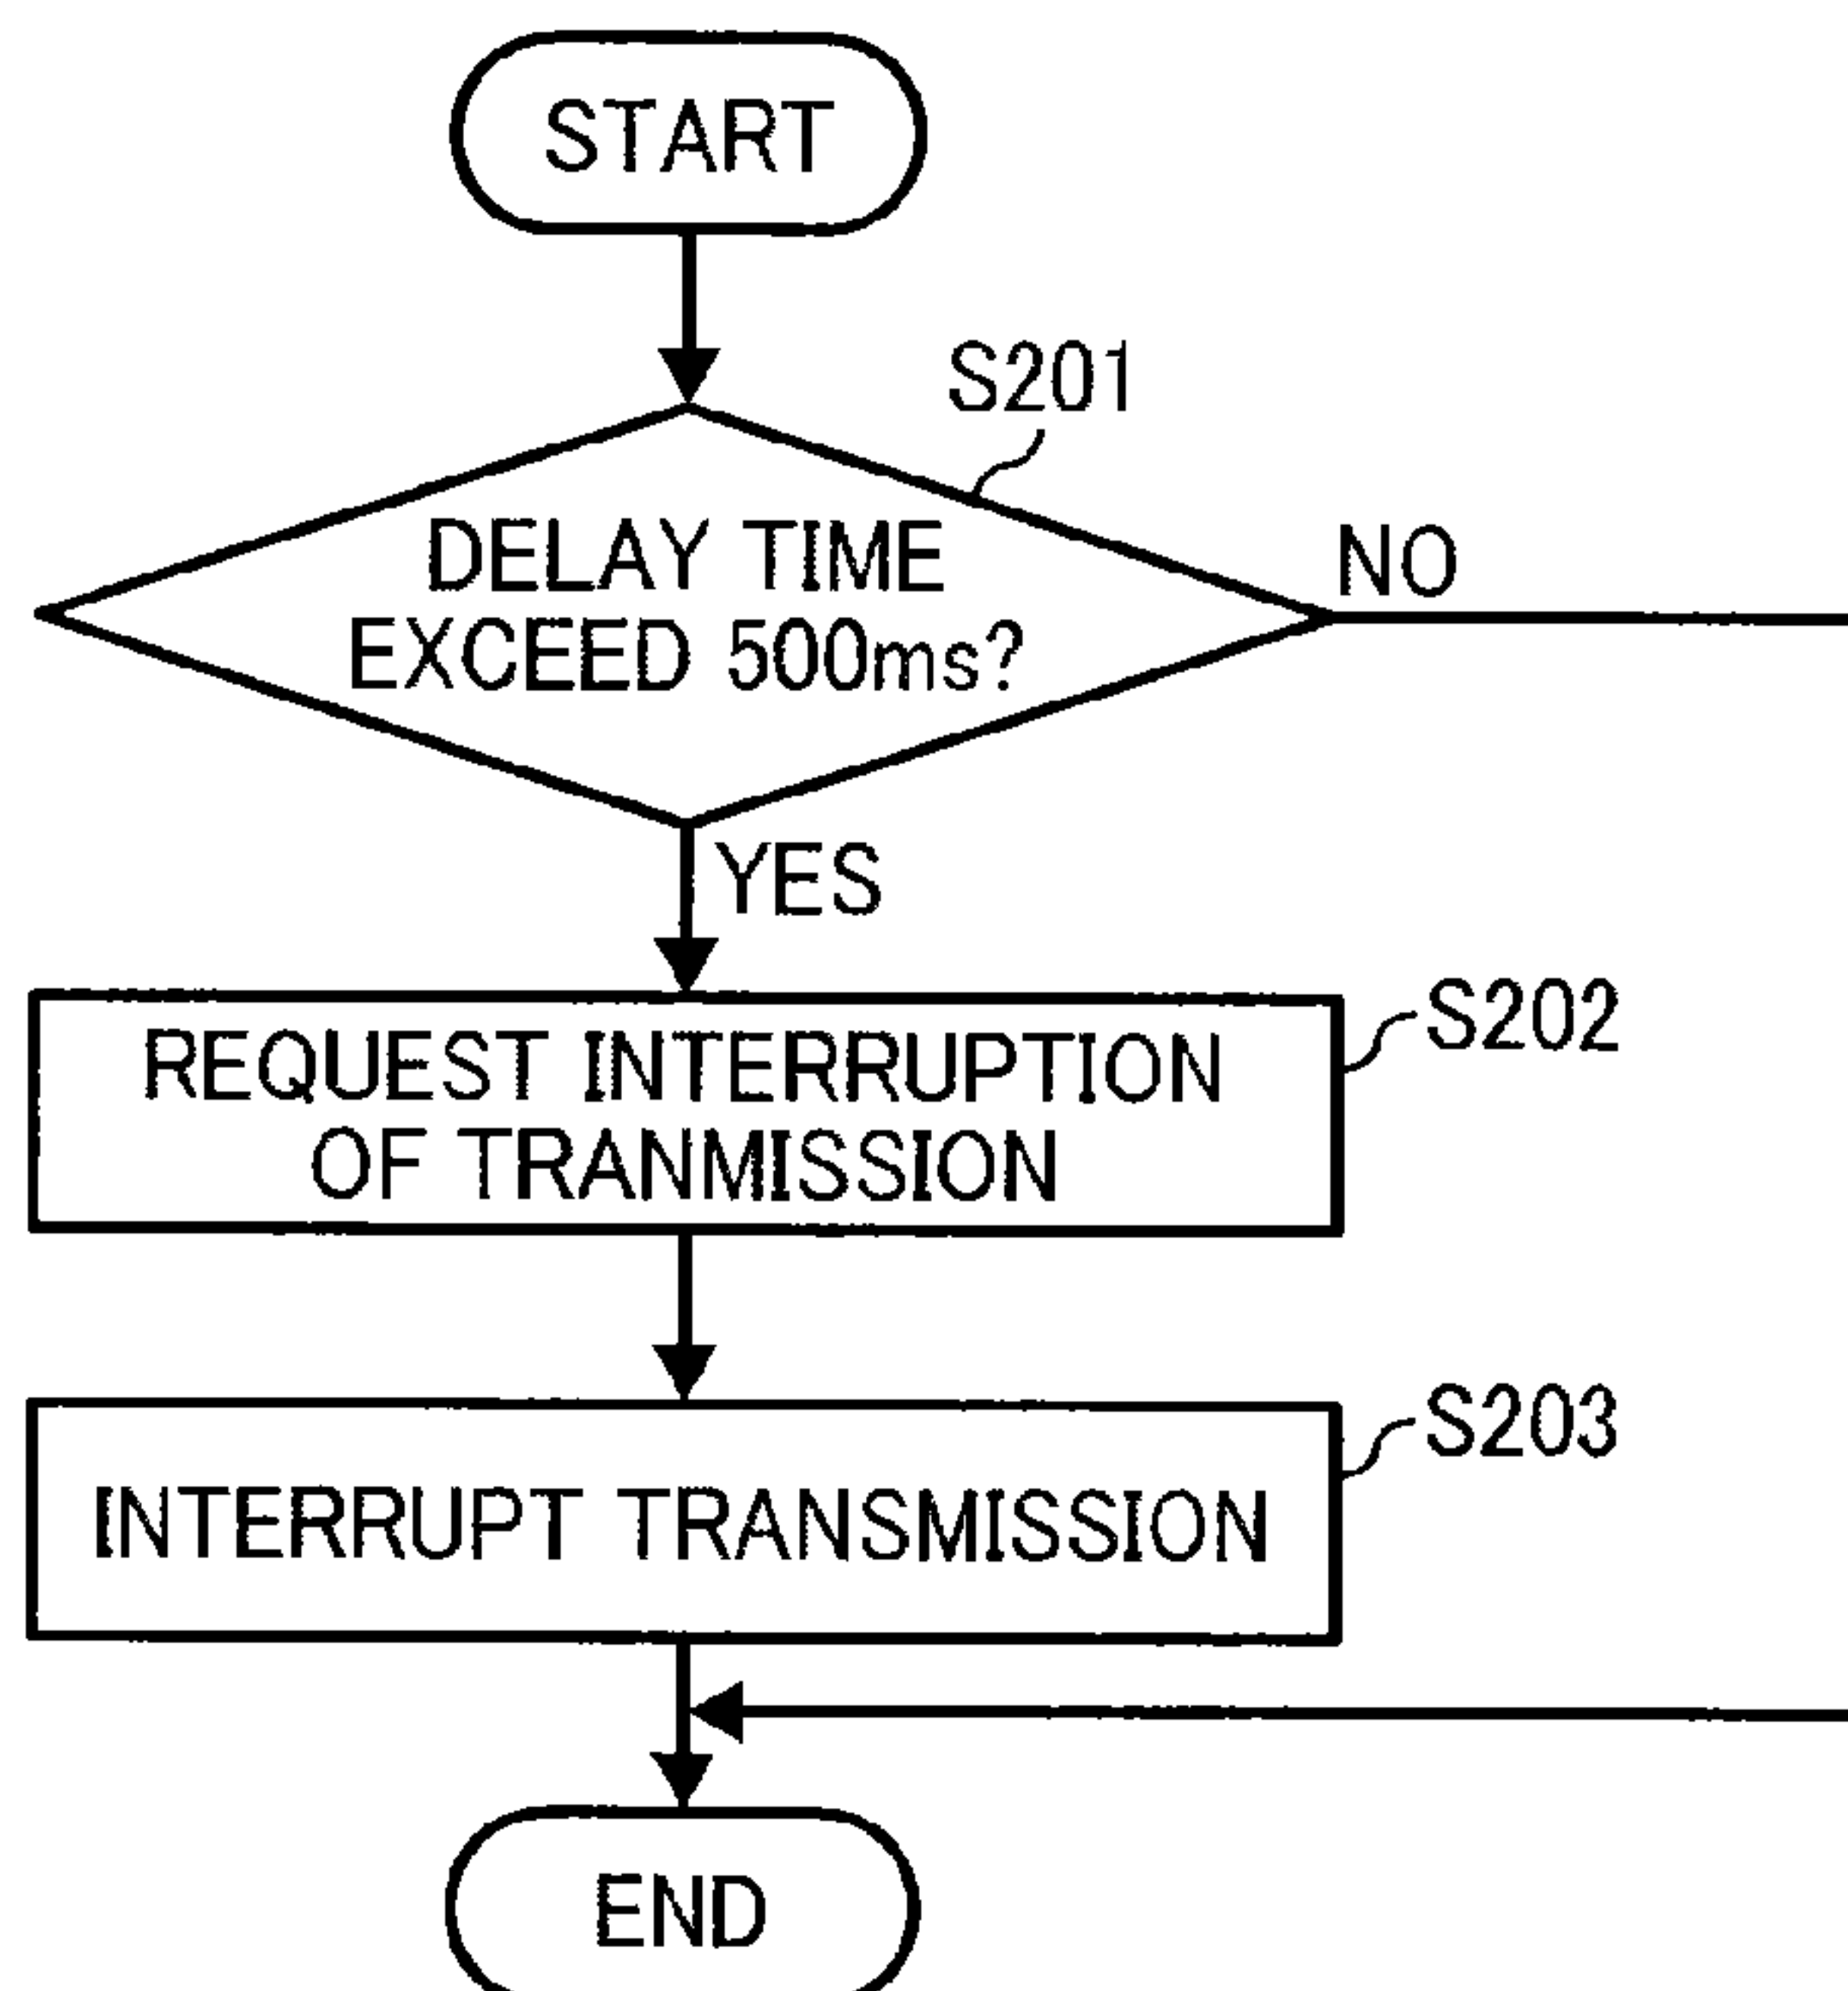 START
S201
DELAY TIME
EXCEED 500ms?
NO
YES
S202
REQUEST INTERRUPTION
OF TRANMISSION
S203
INTERRUPT TRANSMISSION
END